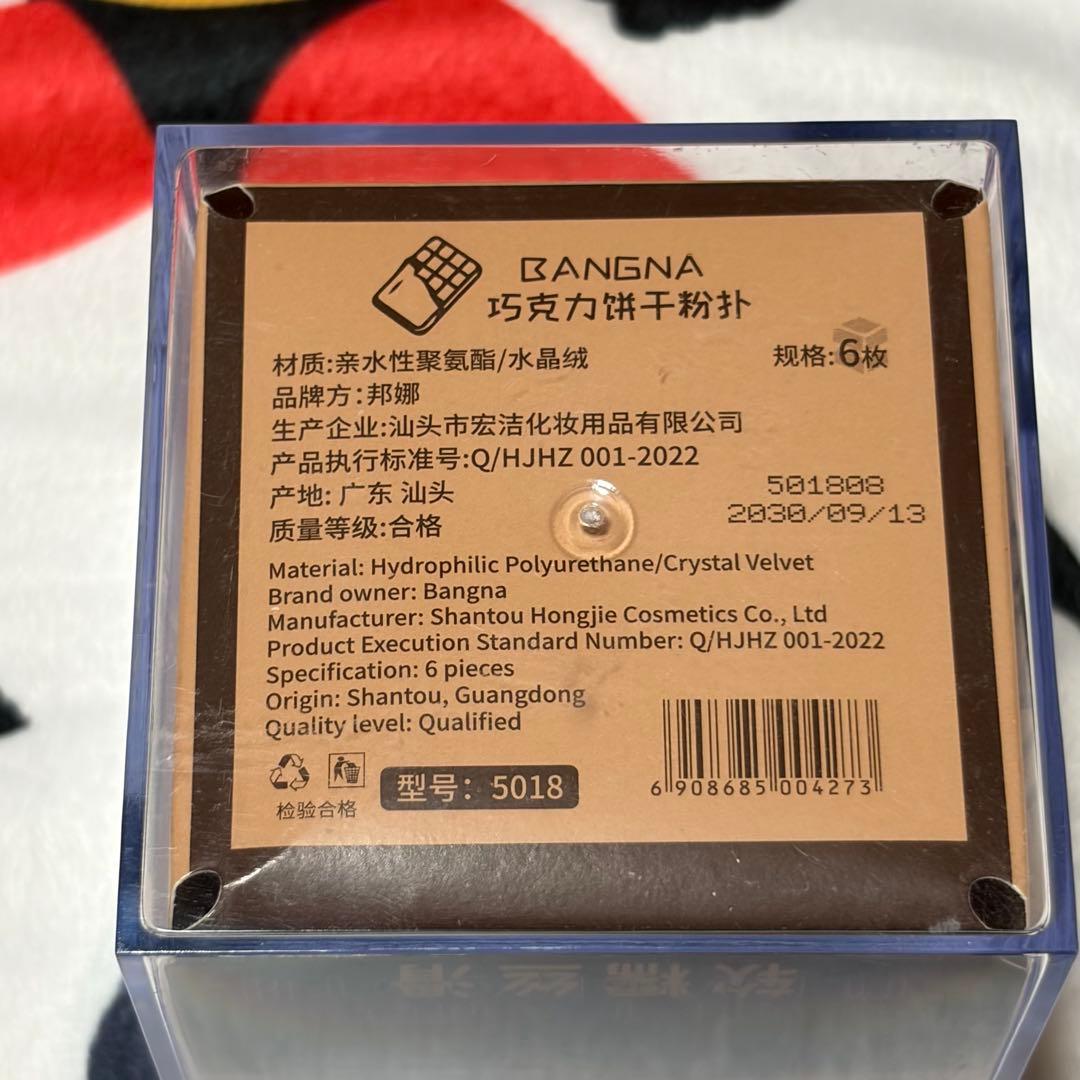 BANGNA
巧克力饼干粉扑
材质:亲水性聚氨酯/水晶绒
规格:6枚
品牌方:邦娜
生产企业:汕头市宏洁化妆用品有限公司
产品执行标准号:Q/HJHZ 001-2022
产地: 广东 汕头
质量等级:合格
501808
2030/09/13
Material: Hydrophilic Polyurethane/Crystal Velvet
Brand owner: Bangna
Manufacturer: Shantou Hongjie Cosmetics Co., Ltd
Product Execution Standard Number: Q/HJHZ 001-2022
Specification: 6 pieces
Origin: Shantou, Guangdong
Quality level: Qualified
检验合格
型号: 5018
6 908685 004273
软糯丝滑